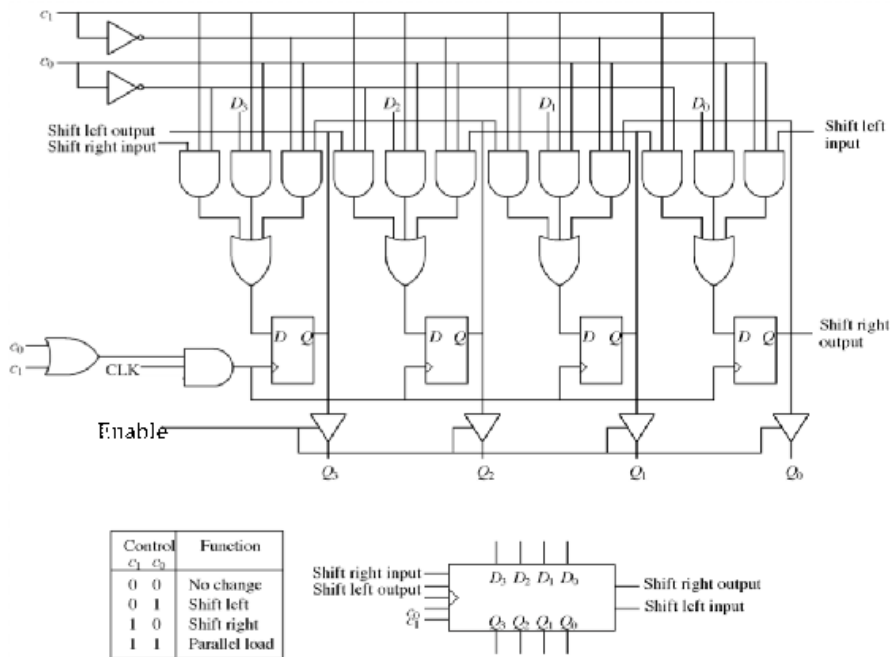 c1
c0
D3 D2 D1 D0
Shift left output
Shift right input
Shift left input
D Q D Q D Q D Q
Shift right output
c0
c1
CLK
Enable
Q3 Q2 Q1 Q0
Control Function
c1 c0
0 0 No change
0 1 Shift left
1 0 Shift right
1 1 Parallel load
Shift right input
Shift left output
c0
c1
D3 D2 D1 D0
Q3 Q2 Q1 Q0
Shift right output
Shift left input